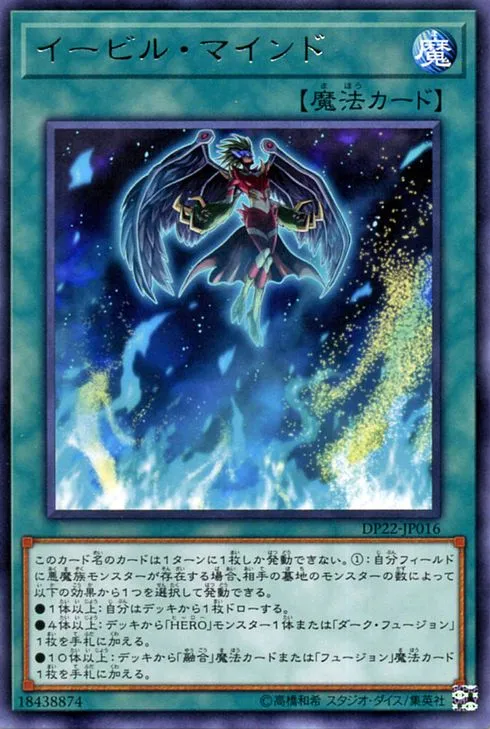 イービル・マインド
魔
【魔法カード】
DP22-JP016
このカード名のカードは1ターンに1枚しか発動できない。①:自分フィールド
に悪魔族モンスターが存在する場合、相手の墓地のモンスターの数によって
以下の効果から1つを選択して発動できる。
●1体以上:自分はデッキから1枚ドローする。
●4体以上:デッキから「HERO」モンスター1体または「ダーク・フュージョン」
1枚を手札に加える。
●10体以上:デッキから「融合」魔法カードまたは「フュージョン」魔法カード
1枚を手札に加える。
18438874
©高橋和希 スタジオ・ダイス/集英社